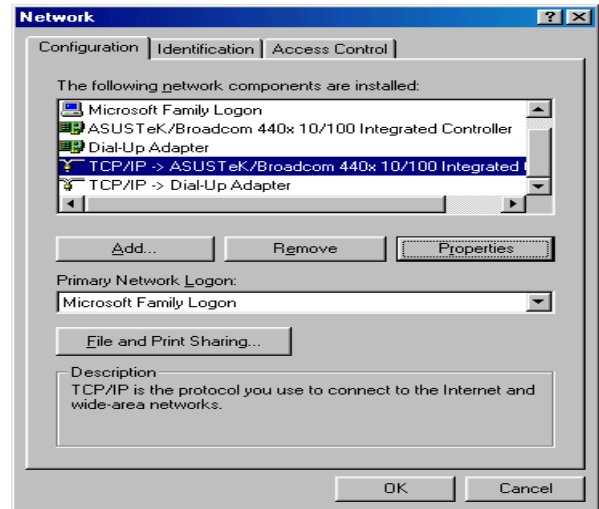 Network
Configuration Identification Access Control
The following network components are installed:
Microsoft Family Logon
ASUSTeK/Broadcom 440x 10/100 Integrated Controller
Dial-Up Adapter
TCP/IP -> ASUSTeK/Broadcom 440x 10/100 Integrated
TCP/IP -> Dial-Up Adapter
Add... Remove Properties
Primary Network Logon:
Microsoft Family Logon
File and Print Sharing...
Description
TCP/IP is the protocol you use to connect to the Internet and
wide-area networks.
OK Cancel